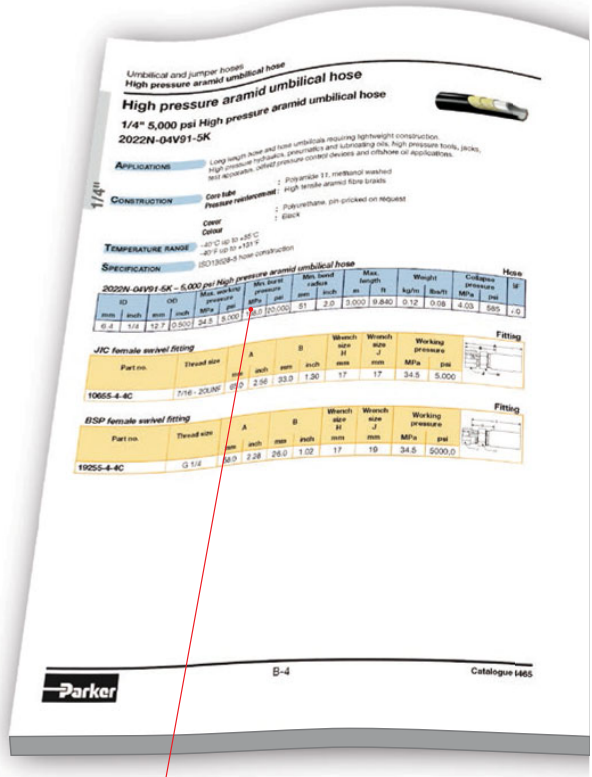 Umbilical and jumper hoses
High pressure aramid umbilical hose
High pressure aramid umbilical hose
1/4" 5,000 psi High pressure aramid umbilical hose
2022N-04V91-5K
1/4"
APPLICATIONS
Long length hose and hose umbilicals requiring lightweight construction.
High pressure hydraulics, pneumatics and lubricating oils, high pressure tools, jacks,
test apparatus, oilfield pressure control devices and offshore oil applications.
CONSTRUCTION
Core tube : Polyamide 11, methanol washed
Pressure reinforcement : High tensile aramid fibre braids
Cover : Polyurethane, pin-pricked on request
Colour : Black
TEMPERATURE RANGE
-40°C up to +55°C
-40°F up to +131°F
SPECIFICATION
ISO13628-5 hose construction
2022N-04V91-5K – 5,000 psi High pressure aramid umbilical hose Hose
ID OD Max. working pressure Min. burst pressure Min. bend radius Max. length Weight Collapse pressure
mm inch mm inch MPa psi MPa psi mm inch m ft kg/m lbs/ft MPa psi
6.4 1/4 12.7 0.500 34.5 5,000 20,000 51 2.0 3,000 9,840 0.12 0.08 4.03 585
JIC female swivel fitting Fitting
Part no. Thread size A B Wrench size H Wrench size J Working pressure
mm inch mm inch mm mm MPa psi
10655-4-4C 7/16 - 20UNF 2.56 33.0 1.30 17 17 34.5 5,000
BSP female swivel fitting Fitting
Part no. Thread size A B Wrench size H Wrench size J Working pressure
mm inch mm inch mm mm MPa psi
19255-4-4C G 1/4 2.28 26.0 1.02 17 19 34.5 5000,0
Parker
B-4
Catalogue I465